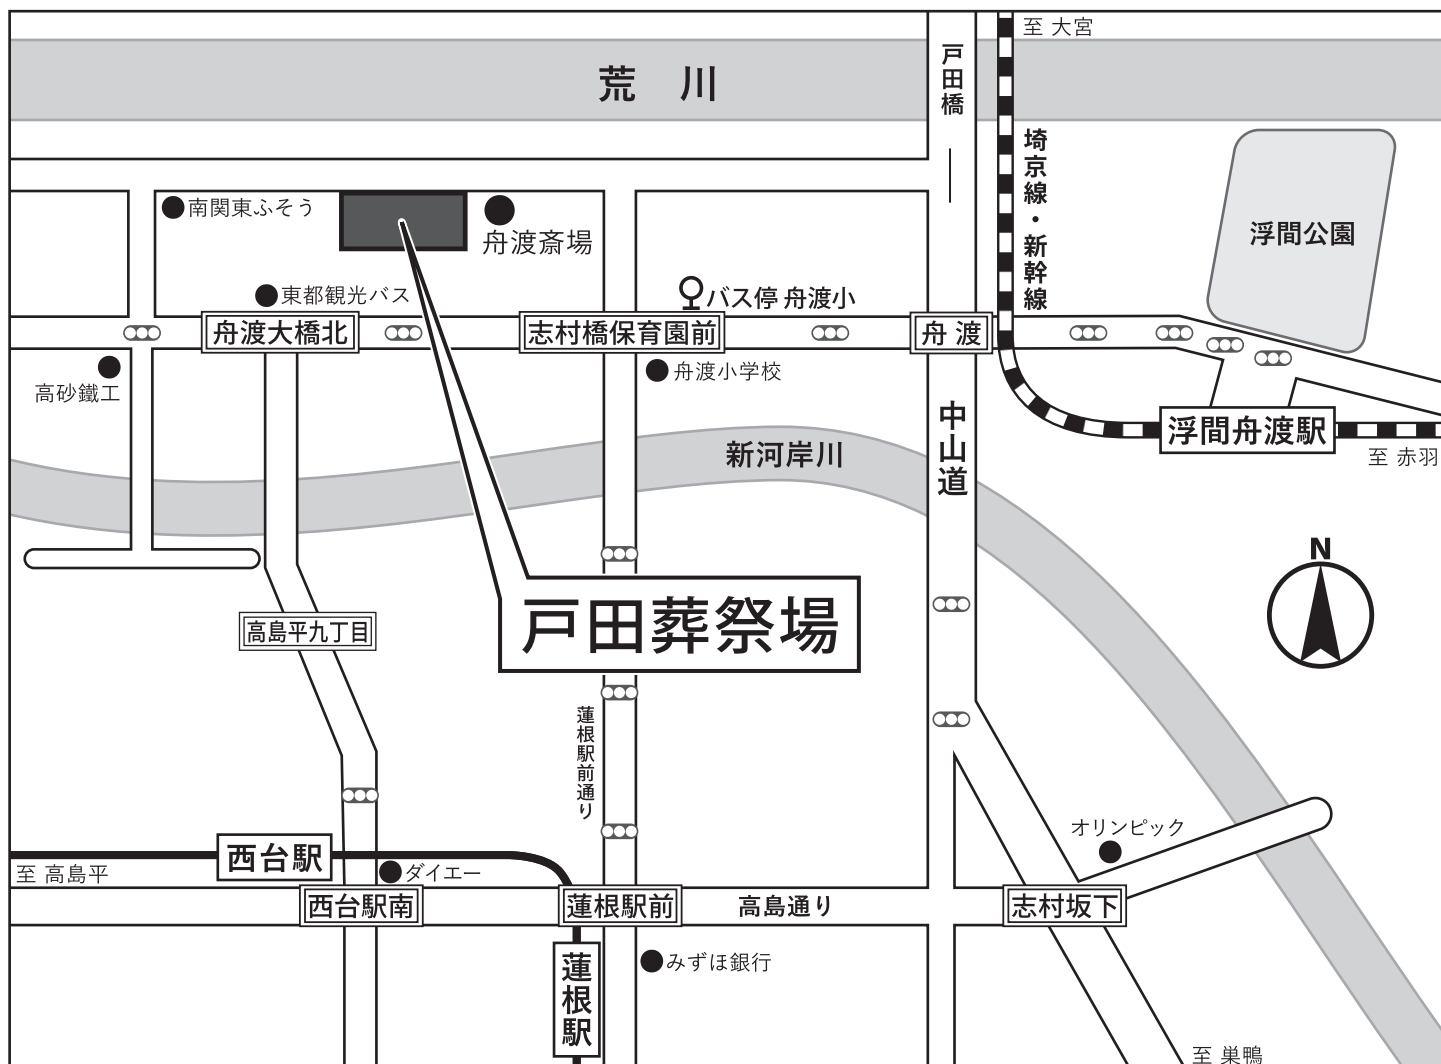 至 大宮
戸田橋
荒 川
埼京線・新幹線
南関東ふそう
舟渡斎場
浮間公園
東都観光バス
バス停 舟渡小
舟渡大橋北
志村橋保育園前
舟 渡
高砂鐵工
舟渡小学校
中山道
浮間舟渡駅
新河岸川
至 赤羽
N
戸田葬祭場
高島平九丁目
蓮根駅前通り
オリンピック
西台駅
至 高島平
ダイエー
西台駅南
蓮根駅前
高島通り
志村坂下
蓮根駅
みずほ銀行
至 巣鴨